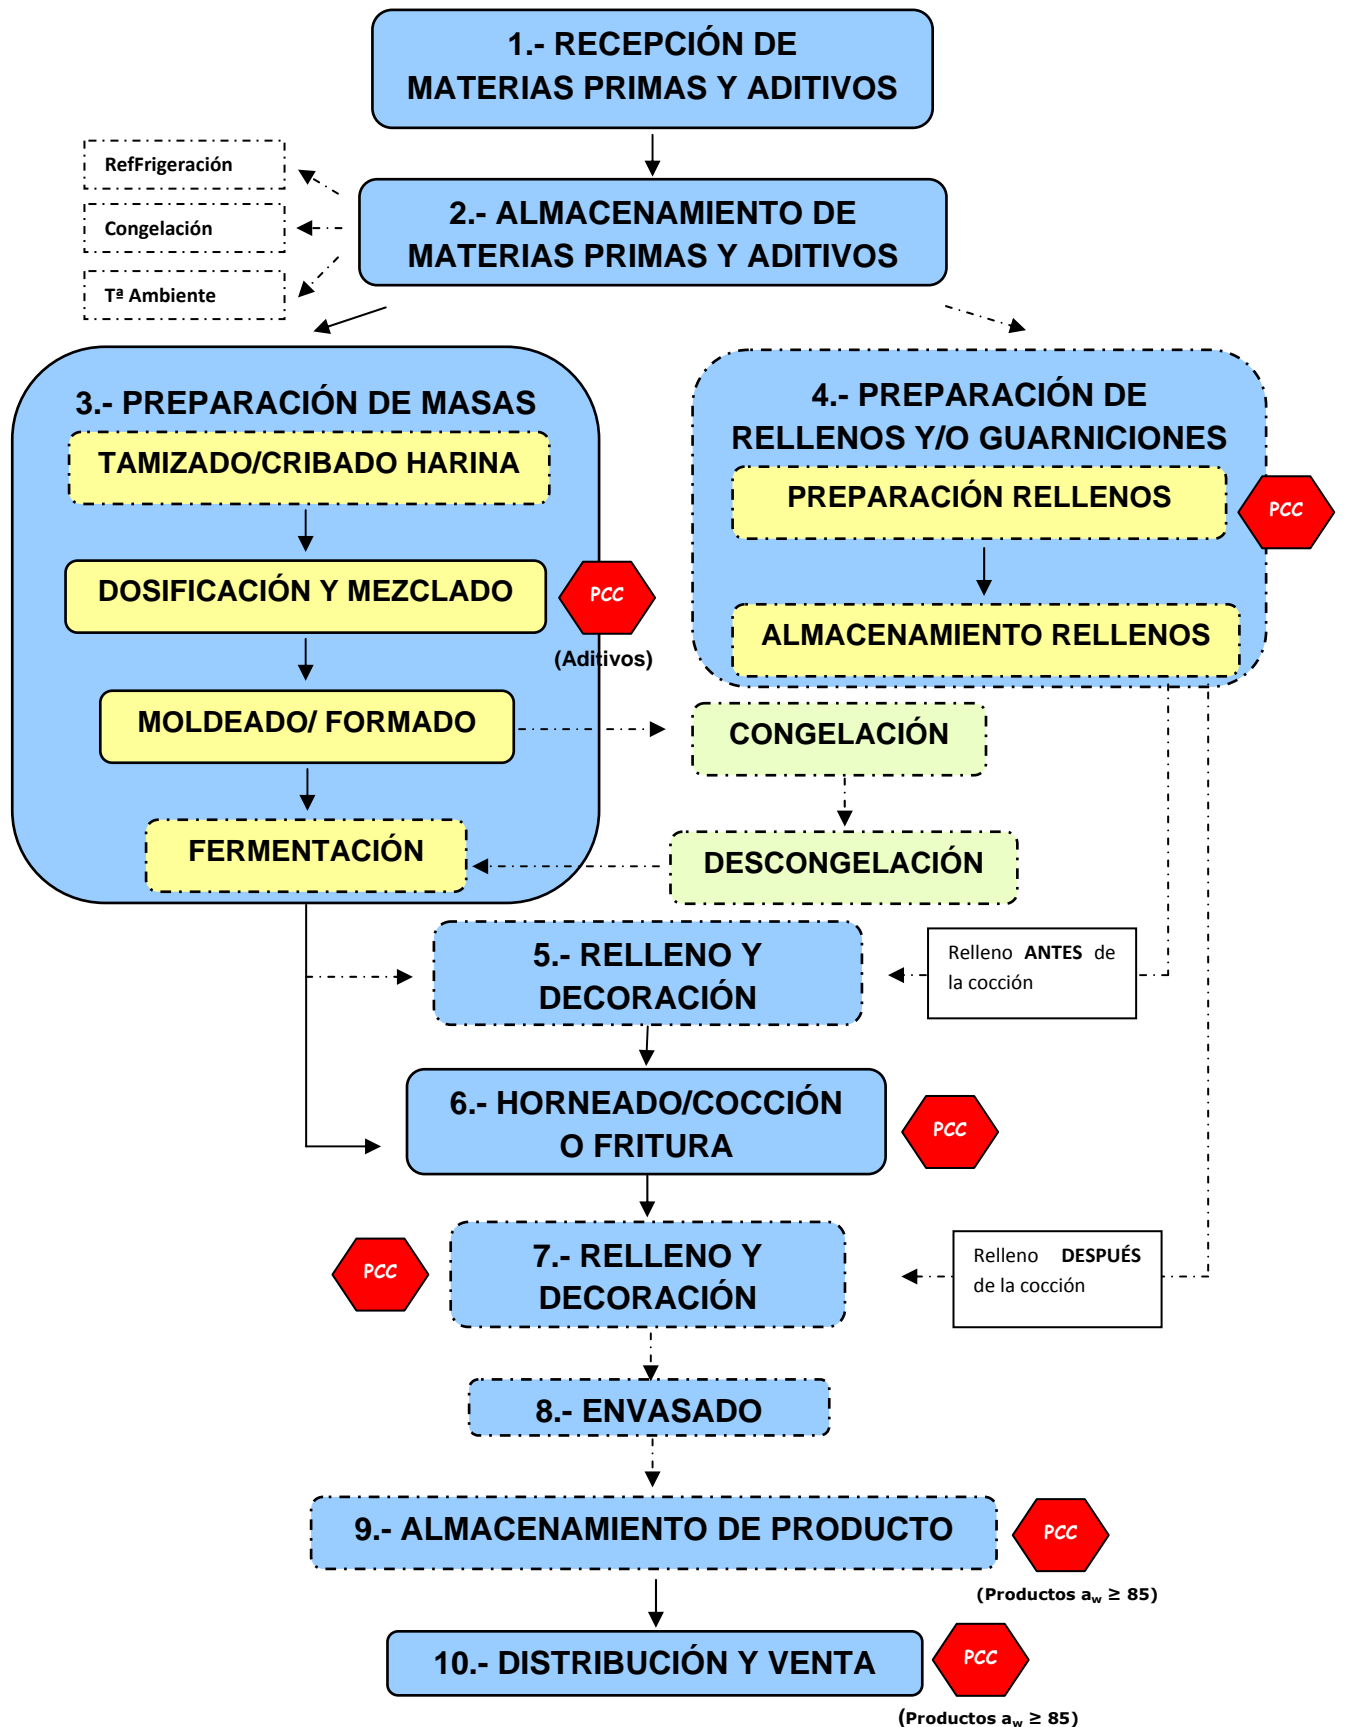 1.- RECEPCIÓN DE
MATERIAS PRIMAS Y ADITIVOS
RefFrigeración
Congelación
Tª Ambiente
2.- ALMACENAMIENTO DE
MATERIAS PRIMAS Y ADITIVOS
3.- PREPARACIÓN DE MASAS
TAMIZADO/CRIBADO HARINA
DOSIFICACIÓN Y MEZCLADO
PCC
(Aditivos)
MOLDEADO/ FORMADO
FERMENTACIÓN
4.- PREPARACIÓN DE
RELLENOS Y/O GUARNICIONES
PREPARACIÓN RELLENOS
PCC
ALMACENAMIENTO RELLENOS
CONGELACIÓN
DESCONGELACIÓN
5.- RELLENO Y
DECORACIÓN
Relleno ANTES de
la cocción
6.- HORNEADO/COCCIÓN
O FRITURA
PCC
PCC
7.- RELLENO Y
DECORACIÓN
Relleno DESPUÉS
de la cocción
8.- ENVASADO
9.- ALMACENAMIENTO DE PRODUCTO
PCC
(Productos aw ≥ 85)
10.- DISTRIBUCIÓN Y VENTA
PCC
(Productos aw ≥ 85)